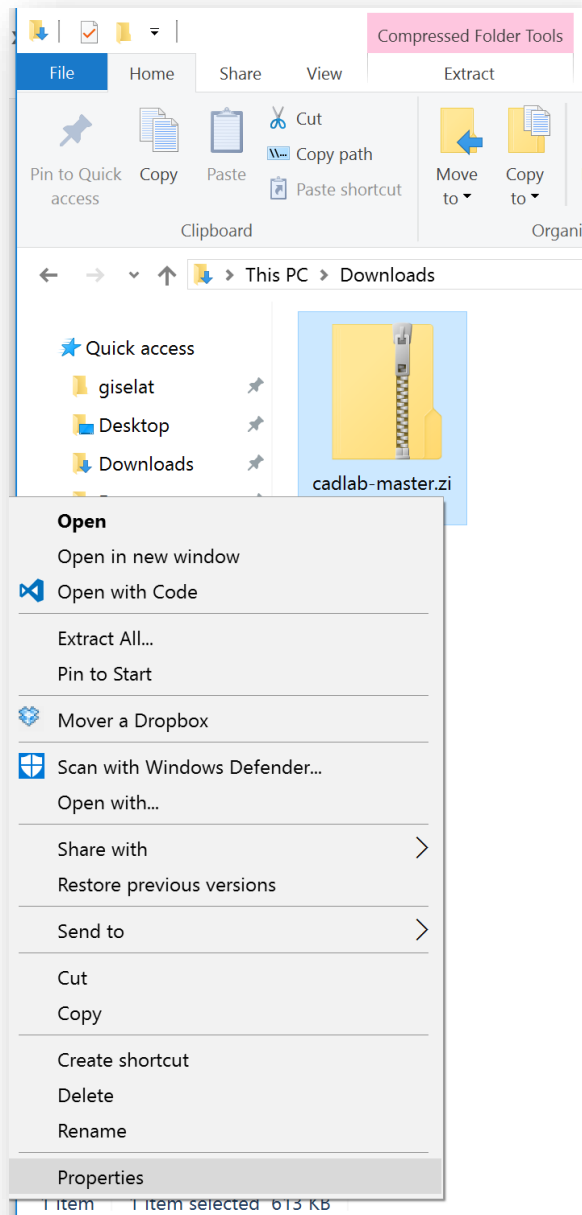 Compressed Folder Tools
File Home Share View Extract
Pin to Quick access
Copy
Paste
Cut
Copy path
Paste shortcut
Move to
Copy to
Clipboard
Organi
This PC > Downloads
Quick access
giselat
Desktop
Downloads
cadlab-master.zi
Open
Open in new window
Open with Code
Extract All...
Pin to Start
Mover a Dropbox
Scan with Windows Defender...
Open with...
Share with
Restore previous versions
Send to
Cut
Copy
Create shortcut
Delete
Rename
Properties
1 item 1 item selected 613 KB